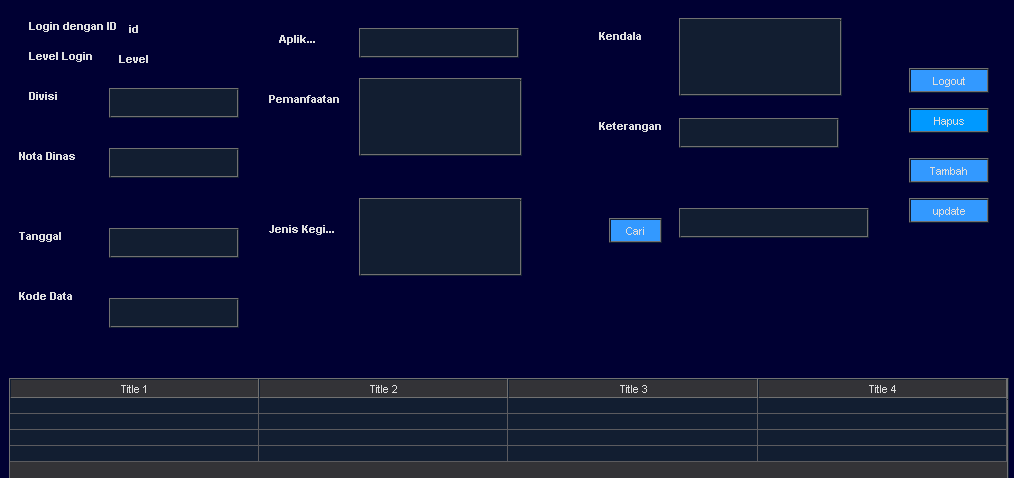 Login dengan ID id
Level Login Level
Divisi
Nota Dinas
Tanggal
Kode Data
Aplik...
Pemanfaatan
Jenis Kegi...
Kendala
Keterangan
Cari
Logout
Hapus
Tambah
update
Title 1 Title 2 Title 3 Title 4